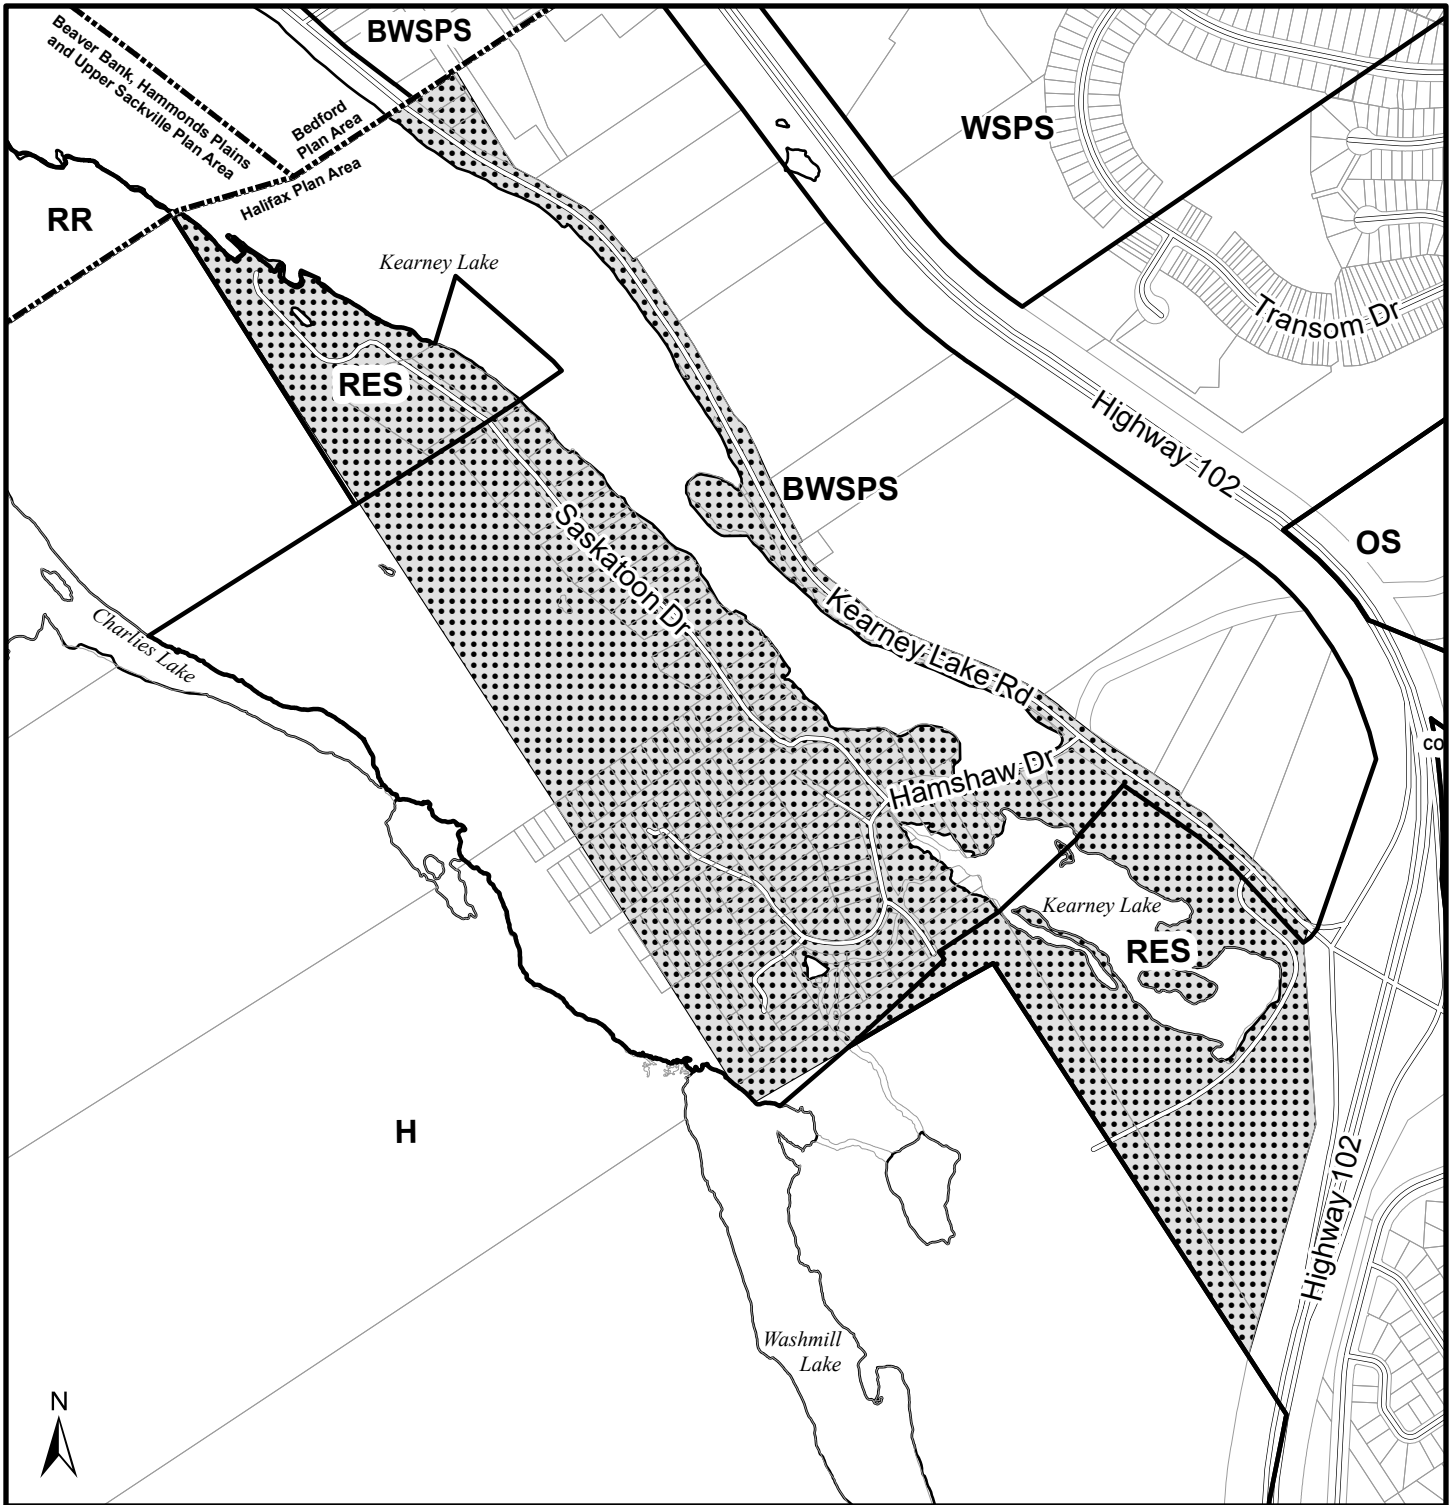 BWSPS
Beaver Bank, Hammonds Plains
and Upper Sackville Plan Area
Bedford
Plan Area
Halifax Plan Area
WSPS
RR
Kearney Lake
Transom Dr
RES
Highway 102
BWSPS
OS
Saskatoon Dr
Charlies Lake
Kearney Lake Rd
CO
Hamshaw Dr
Kearney Lake
RES
H
Highway 102
Washmill
Lake
N